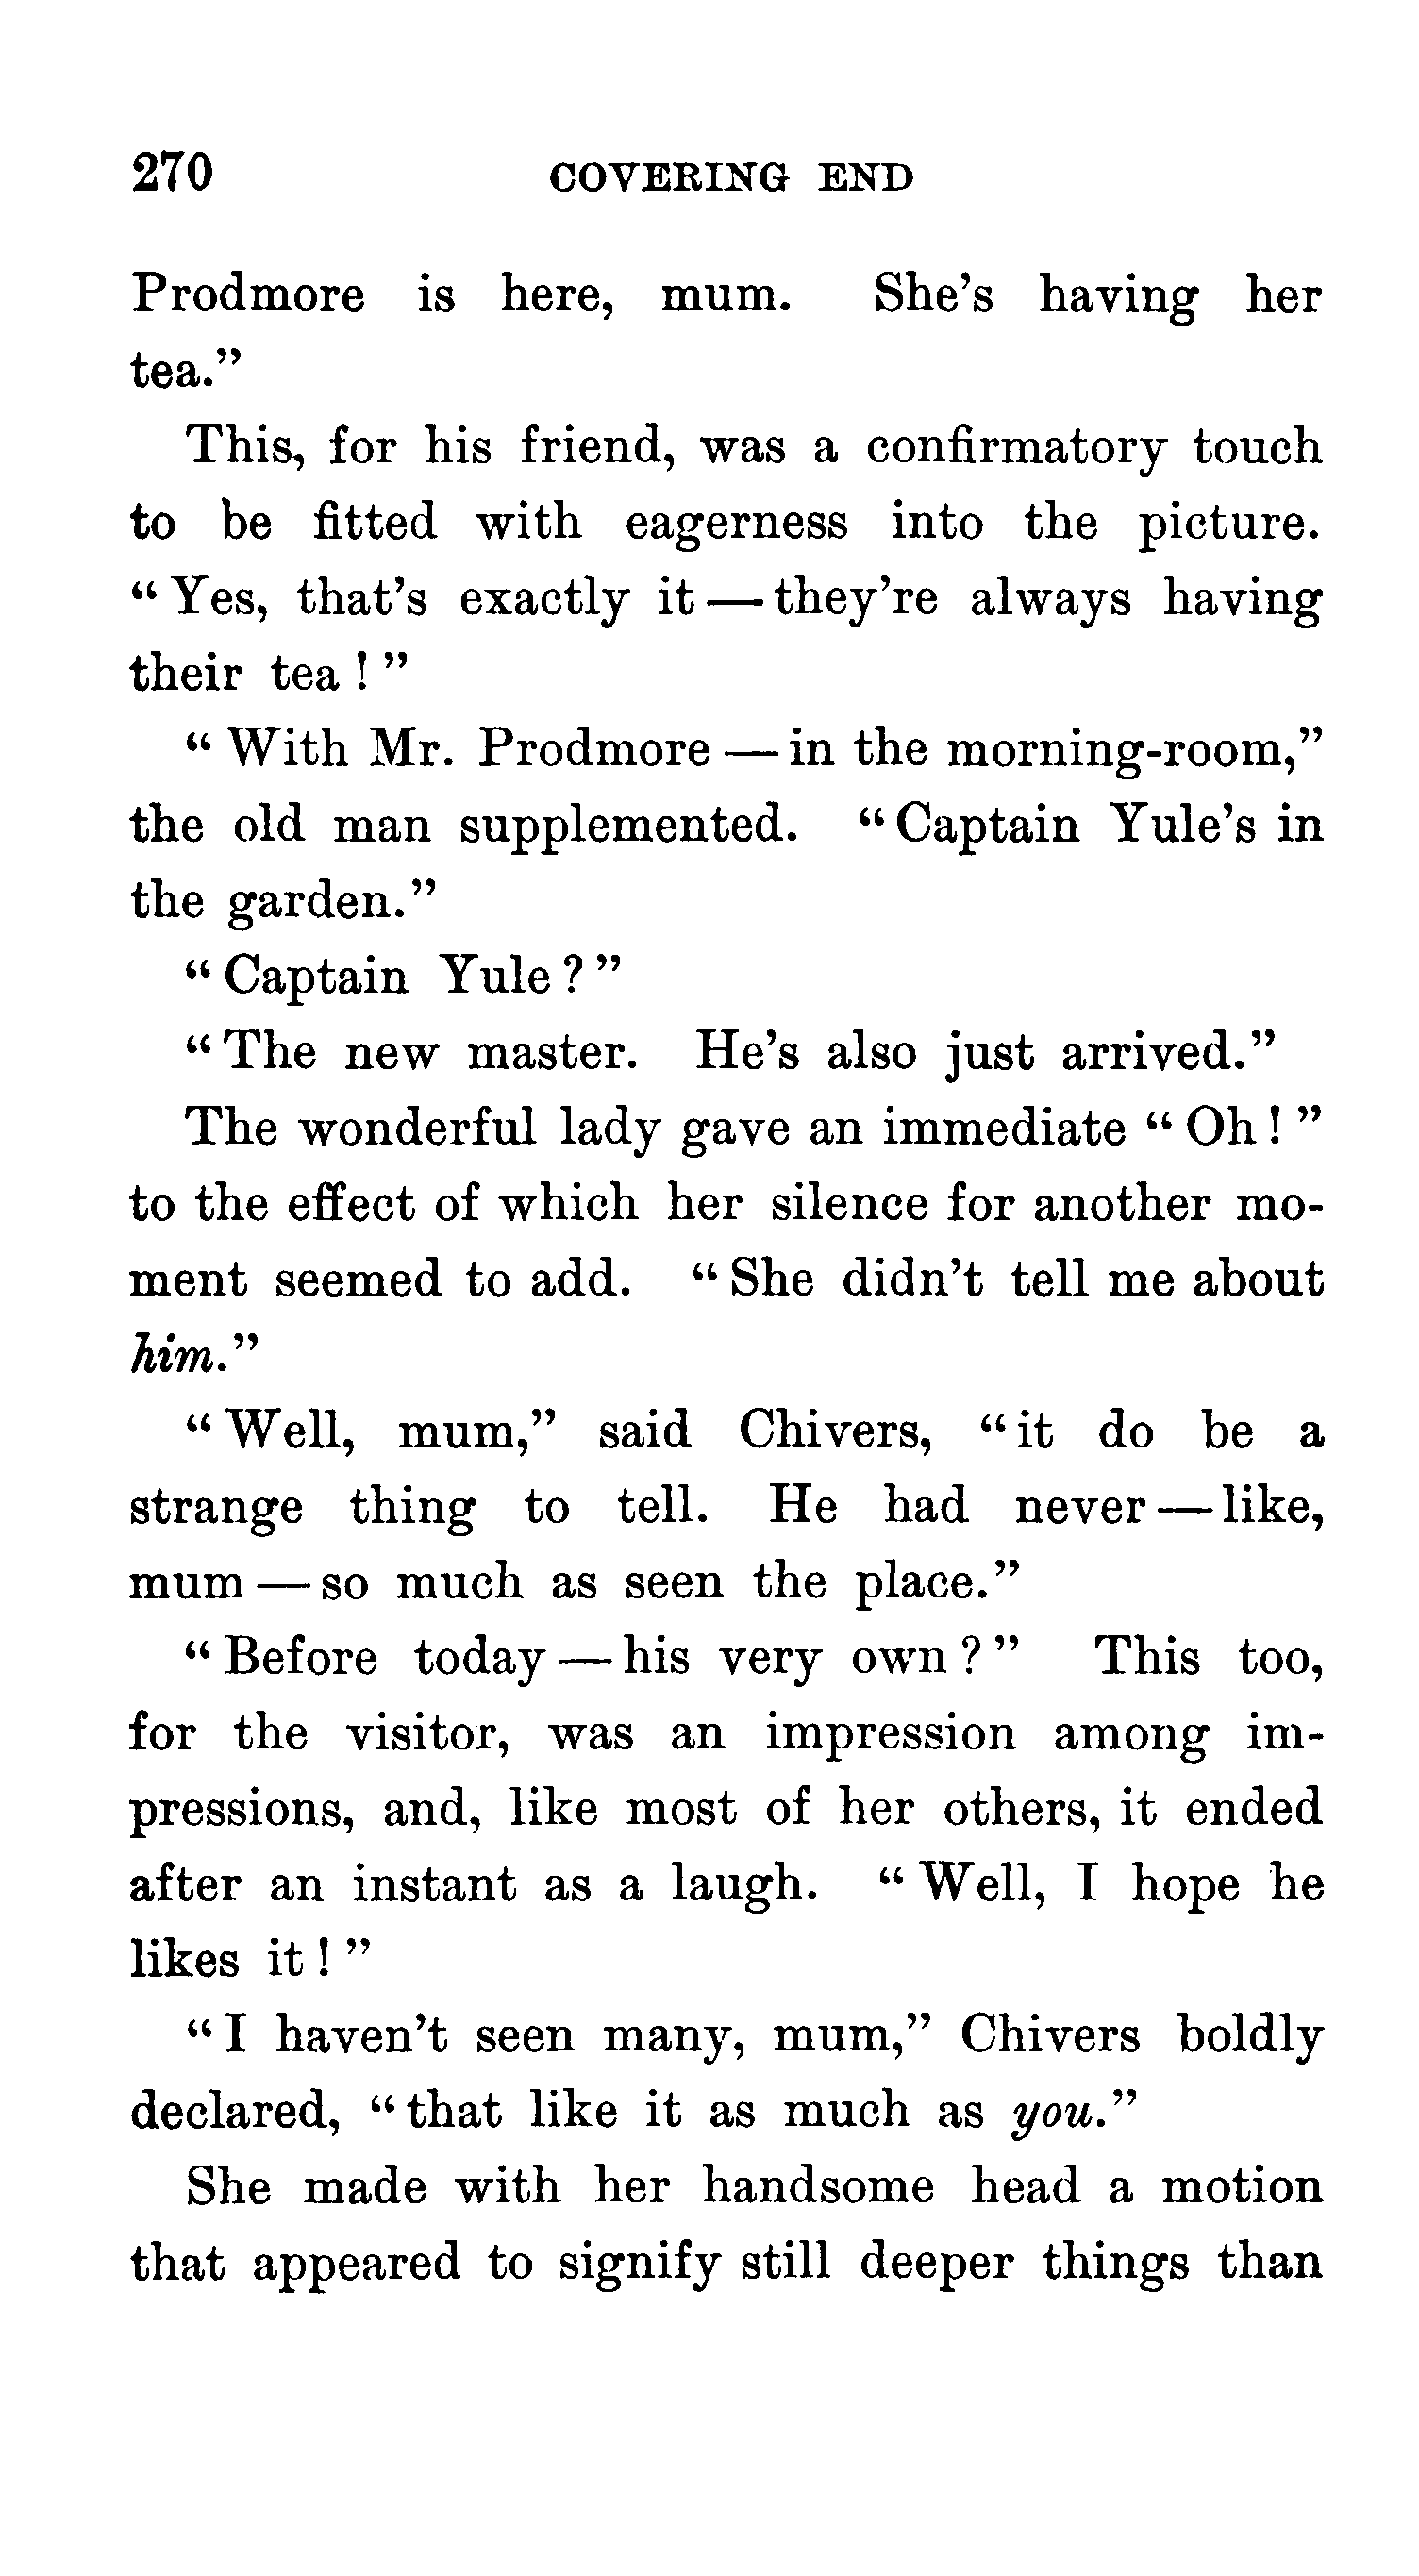 270 COVERING END
Prodmore is here, mum. She's having her
tea."
This, for his friend, was a confirmatory touch
to be fitted with eagerness into the picture.
"Yes, that's exactly it — they're always having
their tea!"
"With Mr. Prodmore — in the morning-room,"
the old man supplemented. "Captain Yule's in
the garden."
"Captain Yule?"
"The new master. He's also just arrived."
The wonderful lady gave an immediate "Oh!"
to the effect of which her silence for another mo-
ment seemed to add. "She didn't tell me about
him."
"Well, mum," said Chivers, "it do be a
strange thing to tell. He had never — like,
mum — so much as seen the place."
"Before today — his very own?" This too,
for the visitor, was an impression among im-
pressions, and, like most of her others, it ended
after an instant as a laugh. "Well, I hope he
likes it!"
"I haven't seen many, mum," Chivers boldly
declared, "that like it as much as you."
She made with her handsome head a motion
that appeared to signify still deeper things than